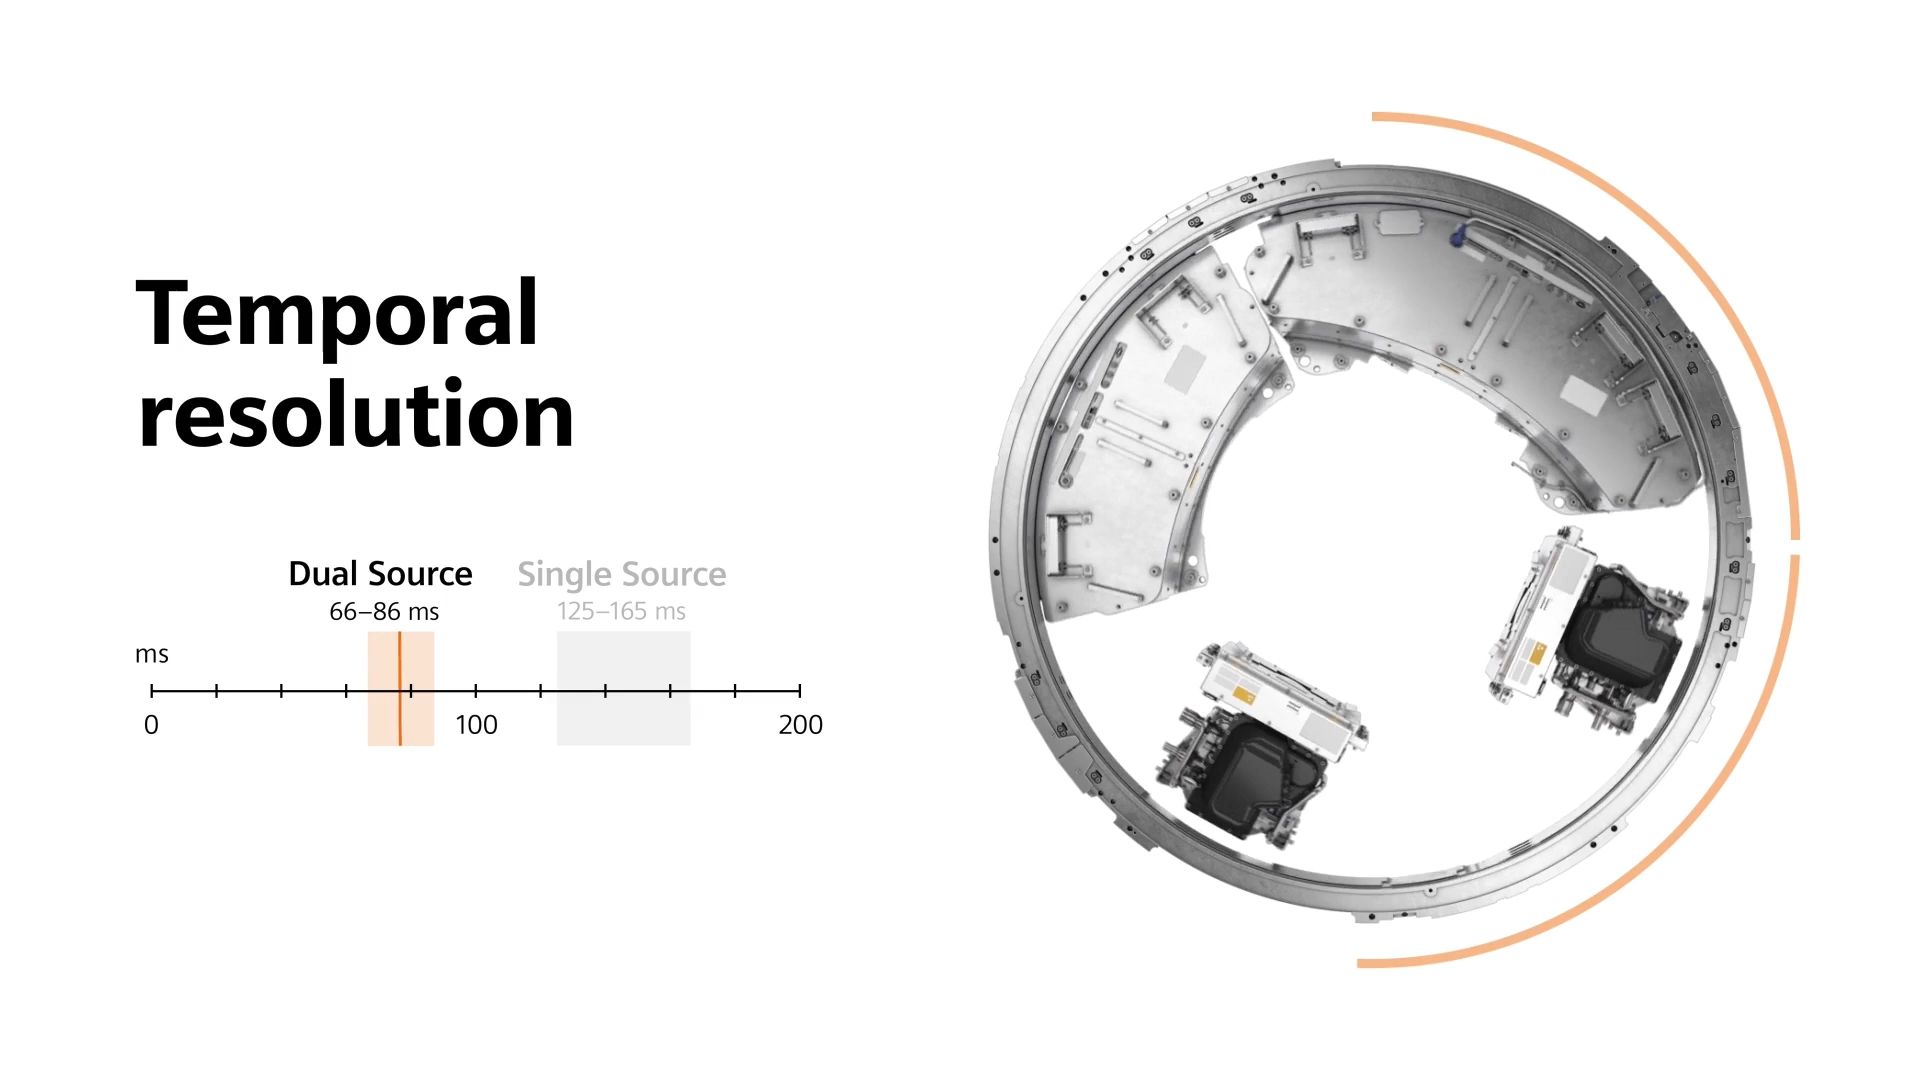 Temporal
resolution
Dual Source
66–86 ms
Single Source
125–165 ms
ms
0
100
200